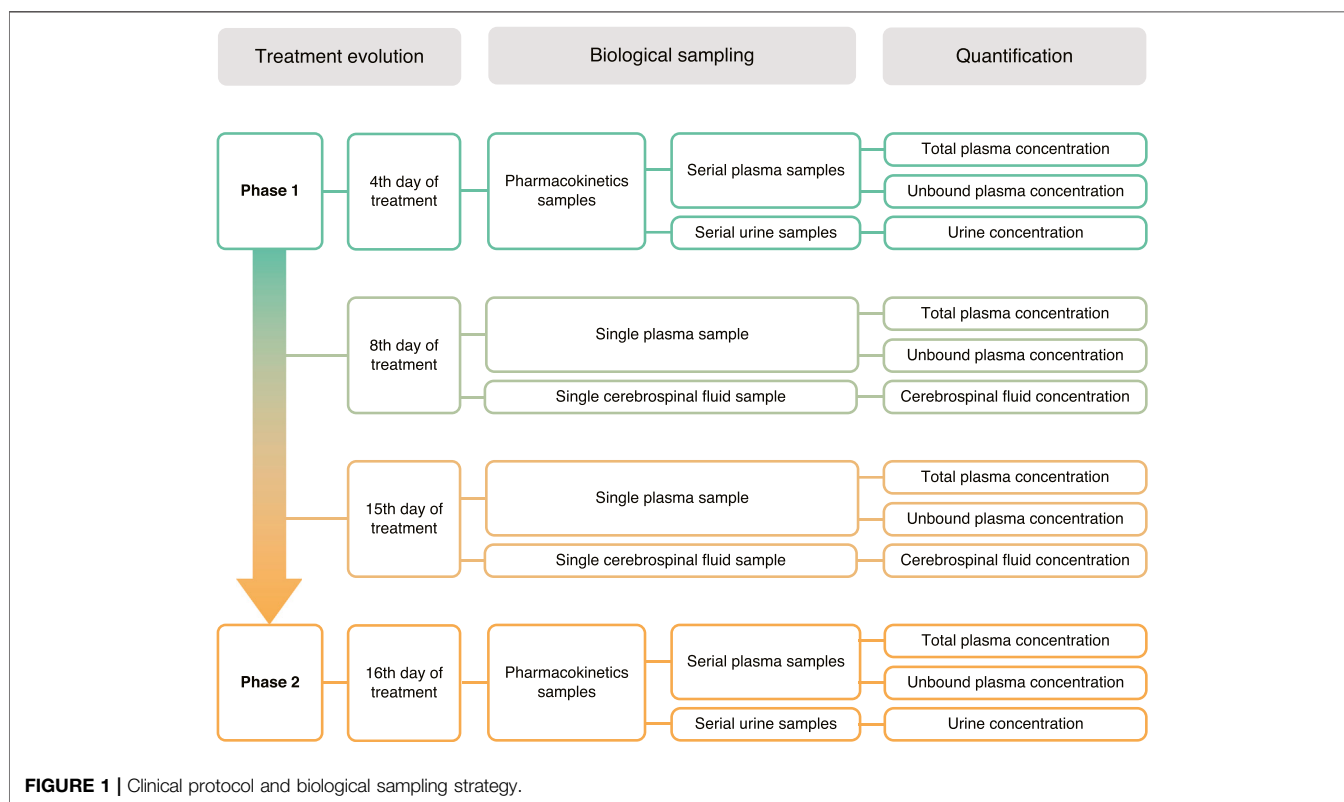 Treatment evolution
Biological sampling
Quantification
Phase 1
4th day of
treatment
Pharmacokinetics
samples
Serial plasma samples
Total plasma concentration
Unbound plasma concentration
Serial urine samples
Urine concentration
8th day of
treatment
Single plasma sample
Total plasma concentration
Unbound plasma concentration
Single cerebrospinal fluid sample
Cerebrospinal fluid concentration
15th day of
treatment
Single plasma sample
Total plasma concentration
Unbound plasma concentration
Single cerebrospinal fluid sample
Cerebrospinal fluid concentration
Phase 2
16th day of
treatment
Pharmacokinetics
samples
Serial plasma samples
Total plasma concentration
Unbound plasma concentration
Serial urine samples
Urine concentration
FIGURE 1 | Clinical protocol and biological sampling strategy.